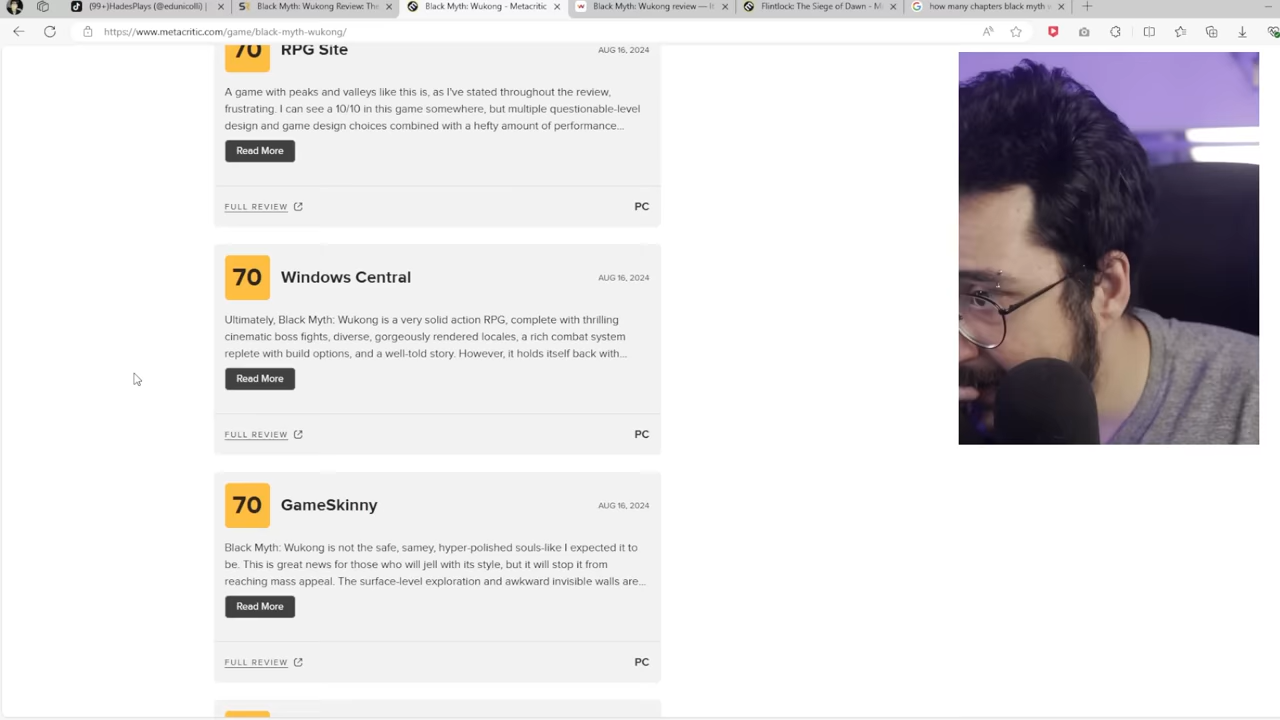 (99+)HadesPlays (@edunicolli) |
Black Myth: Wukong Review: The
Black Myth: Wukong - Metacritic
Black Myth: Wukong review — It
Flintlock: The Siege of Dawn - M
how many chapters black myth w
https://www.metacritic.com/game/black-myth-wukong/
70 RPG Site AUG 16, 2024
A game with peaks and valleys like this is, as I've stated throughout the review,
frustrating. I can see a 10/10 in this game somewhere, but multiple questionable-level
design and game design choices combined with a hefty amount of performance...
Read More
FULL REVIEW PC
70 Windows Central AUG 16, 2024
Ultimately, Black Myth: Wukong is a very solid action RPG, complete with thrilling
cinematic boss fights, diverse, gorgeously rendered locales, a rich combat system
replete with build options, and a well-told story. However, it holds itself back with...
Read More
FULL REVIEW PC
70 GameSkinny AUG 16, 2024
Black Myth: Wukong is not the safe, samey, hyper-polished souls-like I expected it to
be. This is great news for those who will jell with its style, but it will stop it from
reaching mass appeal. The surface-level exploration and awkward invisible walls are...
Read More
FULL REVIEW PC